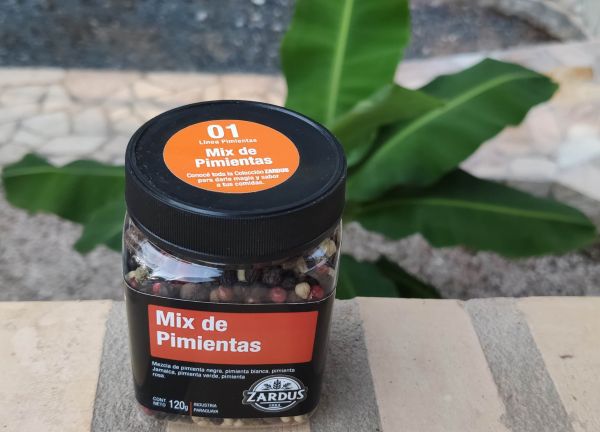 01
Línea Pimientas
Mix de
Pimientas
Conocé toda la Colección ZARDUS
para darle magia y sabor
a tus comidas.
Mix de
Pimientas
Mezcla de pimienta negra, pimienta blanca, pimienta
Jamaica, pimienta verde, pimienta
rosa.
CONT
NETO 120g
INDUSTRIA
PARAGUAYA
ZARDUS